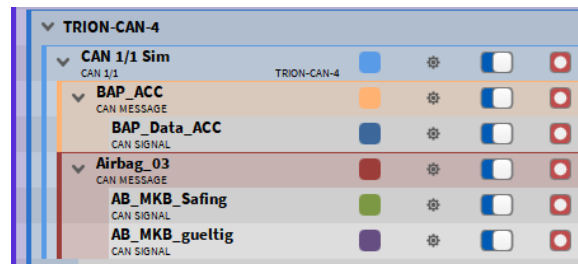 TRION-CAN-4
CAN 1/1 Sim
CAN 1/1 TRION-CAN-4
BAP_ACC
CAN MESSAGE
BAP_Data_ACC
CAN SIGNAL
Airbag_03
CAN MESSAGE
AB_MKB_Safing
CAN SIGNAL
AB_MKB_gueltig
CAN SIGNAL